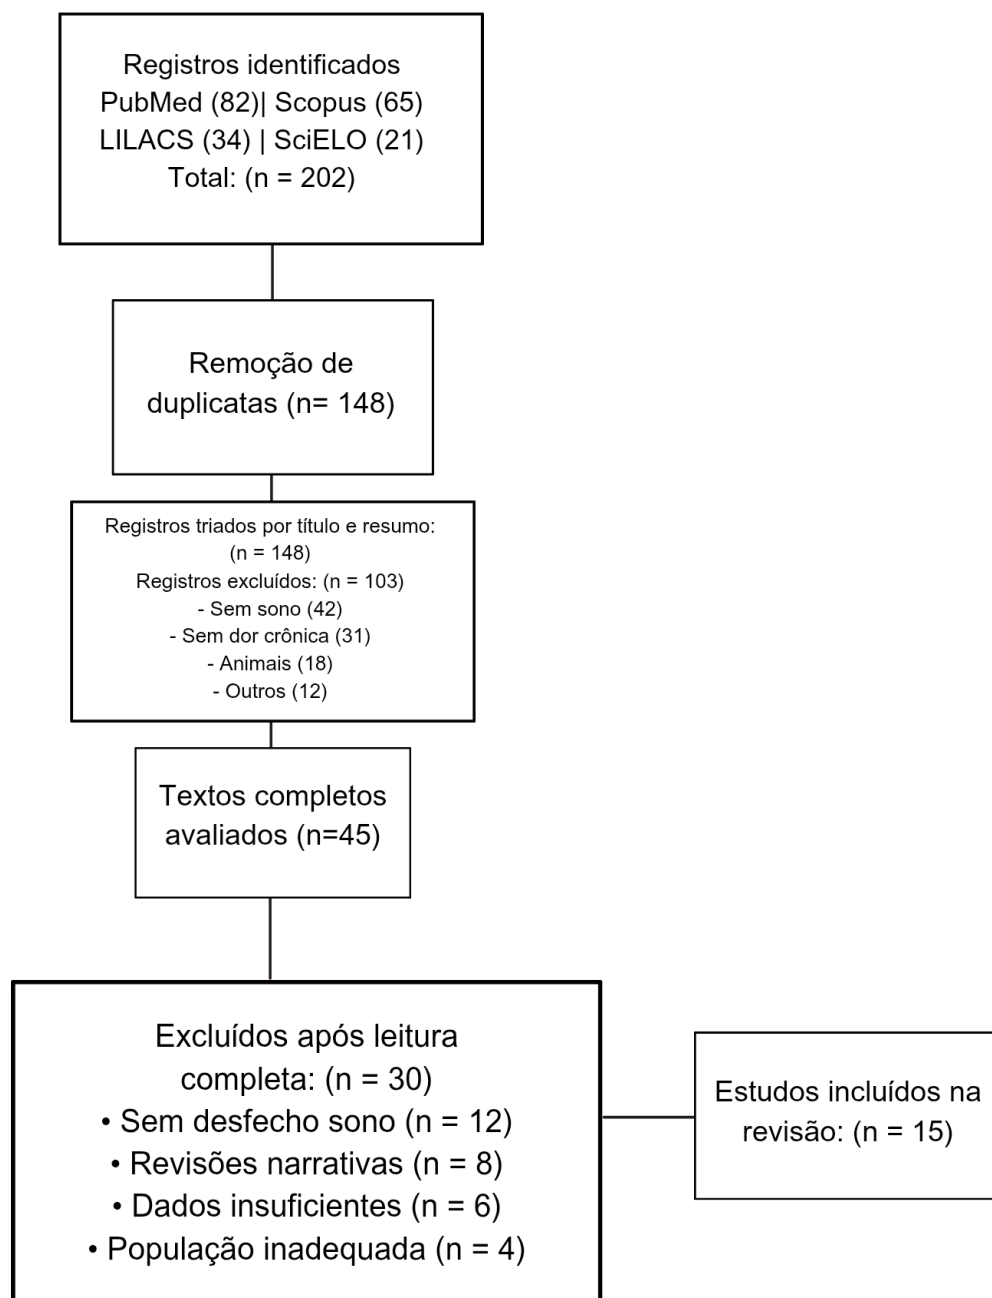 Registros identificados
PubMed (82)| Scopus (65)
LILACS (34) | SciELO (21)
Total: (n = 202)
Remoção de
duplicatas (n= 148)
Registros triados por título e resumo:
(n = 148)
Registros excluídos: (n = 103)
- Sem sono (42)
- Sem dor crônica (31)
- Animais (18)
- Outros (12)
Textos completos
avaliados (n=45)
Excluídos após leitura
completa: (n = 30)
• Sem desfecho sono (n = 12)
• Revisões narrativas (n = 8)
• Dados insuficientes (n = 6)
• População inadequada (n = 4)
Estudos incluídos na
revisão: (n = 15)